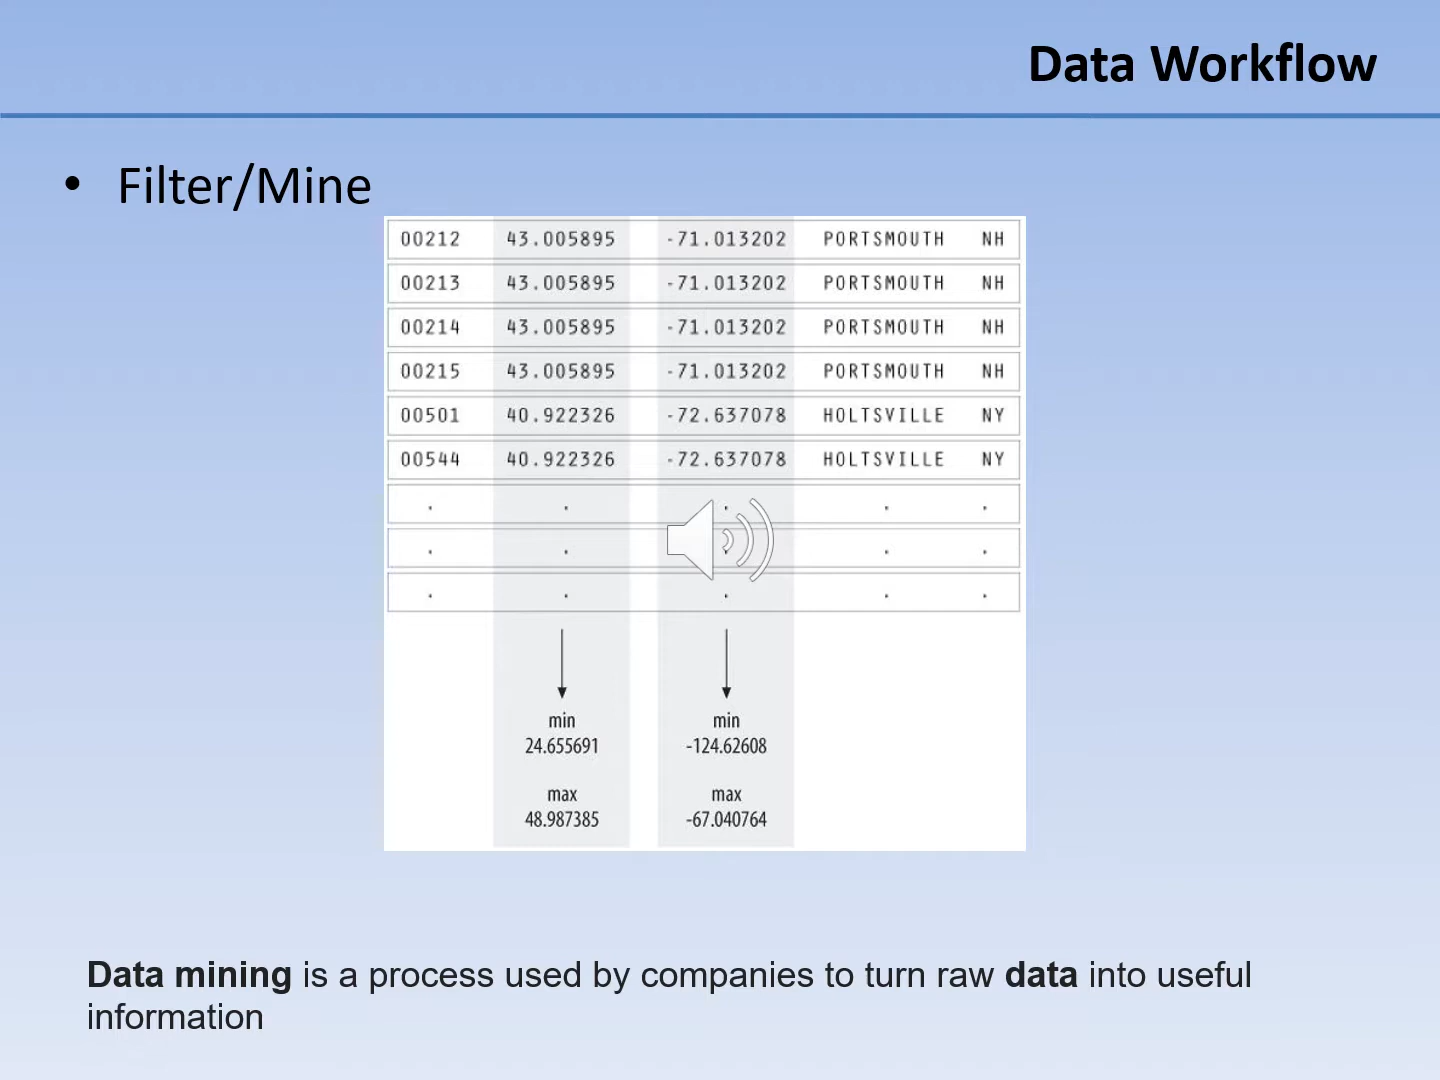 Data Workflow
• Filter/Mine
00212 43.005895 -71.013202 PORTSMOUTH NH
00213 43.005895 -71.013202 PORTSMOUTH NH
00214 43.005895 -71.013202 PORTSMOUTH NH
00215 43.005895 -71.013202 PORTSMOUTH NH
00501 40.922326 -72.637078 HOLTSVILLE NY
00544 40.922326 -72.637078 HOLTSVILLE NY
. . . . .
. . . . .
. . . . .
min min
24.655691 -124.62608
max max
48.987385 -67.040764
Data mining is a process used by companies to turn raw data into useful
information